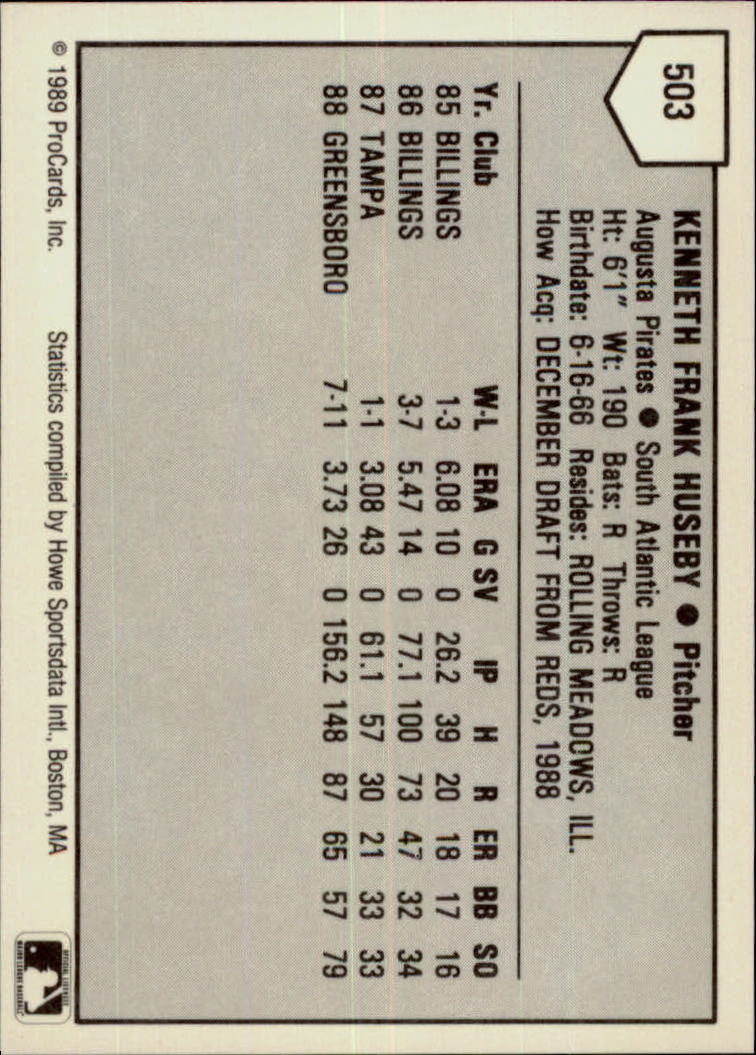 503
KENNETH FRANK HUSEBY ● Pitcher
Augusta Pirates ● South Atlantic League
Ht: 6'1" Wt: 190 Bats: R Throws: R
Birthdate: 6-16-66 Resides: ROLLING MEADOWS, ILL.
How Acq: DECEMBER DRAFT FROM REDS, 1988
Yr. Club W-L ERA G SV IP H R ER BB SO
85 BILLINGS 1-3 6.08 10 0 26.2 39 20 18 17 16
86 BILLINGS 3-7 5.47 14 0 77.1 100 73 47 32 34
87 TAMPA 1-1 3.08 43 0 61.1 57 30 21 33 33
88 GREENSBORO 7-11 3.73 26 0 156.2 148 87 65 57 79
© 1989 ProCards, Inc. Statistics compiled by Howe Sportsdata Intl., Boston, MA
OFFICIAL LICENSEE
MAJOR LEAGUE BASEBALL